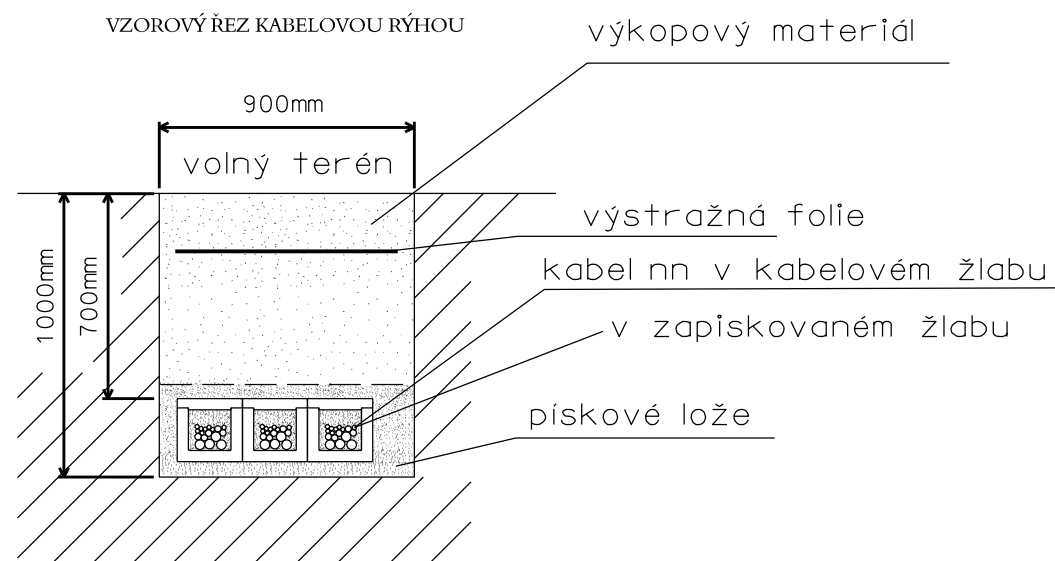 VZOROVÝ ŘEZ KABELOVOU RÝHOU
výkopový materiál
900mm
volný terén
výstražná folie
kabel nn v kabelovém žlabu
v zapiskovaném žlabu
1000mm
700mm
pískové lože